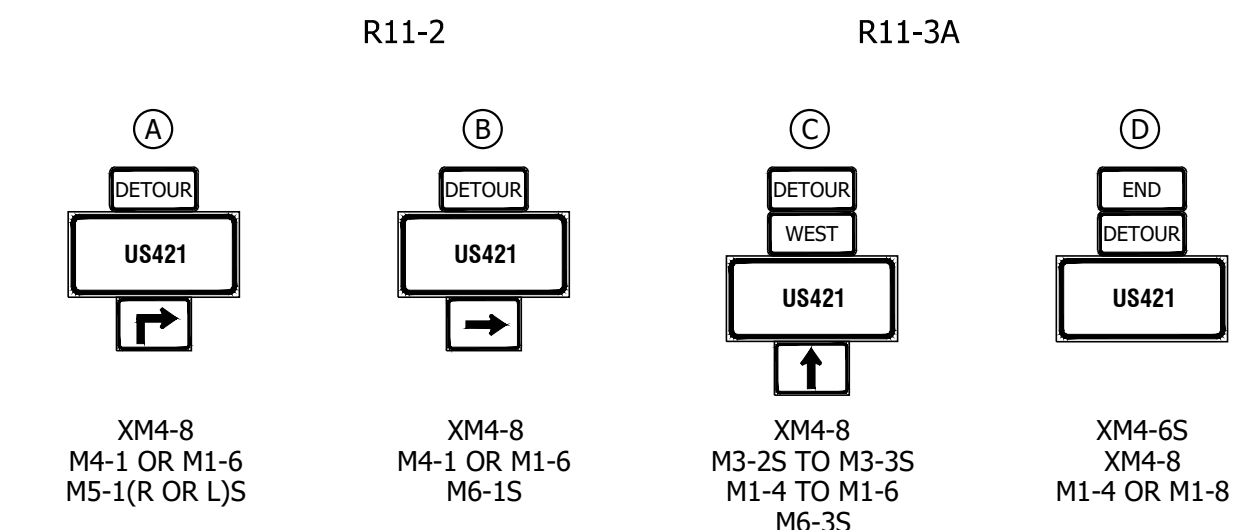 R11-2
R11-3A
A
DETOUR
US421
XM4-8
M4-1 OR M1-6
M5-1(R OR L)S
B
DETOUR
US421
XM4-8
M4-1 OR M1-6
M6-1S
C
DETOUR
WEST
US421
XM4-8
M3-2S TO M3-3S
M1-4 TO M1-6
M6-3S
D
END
DETOUR
US421
XM4-6S
XM4-8
M1-4 OR M1-8